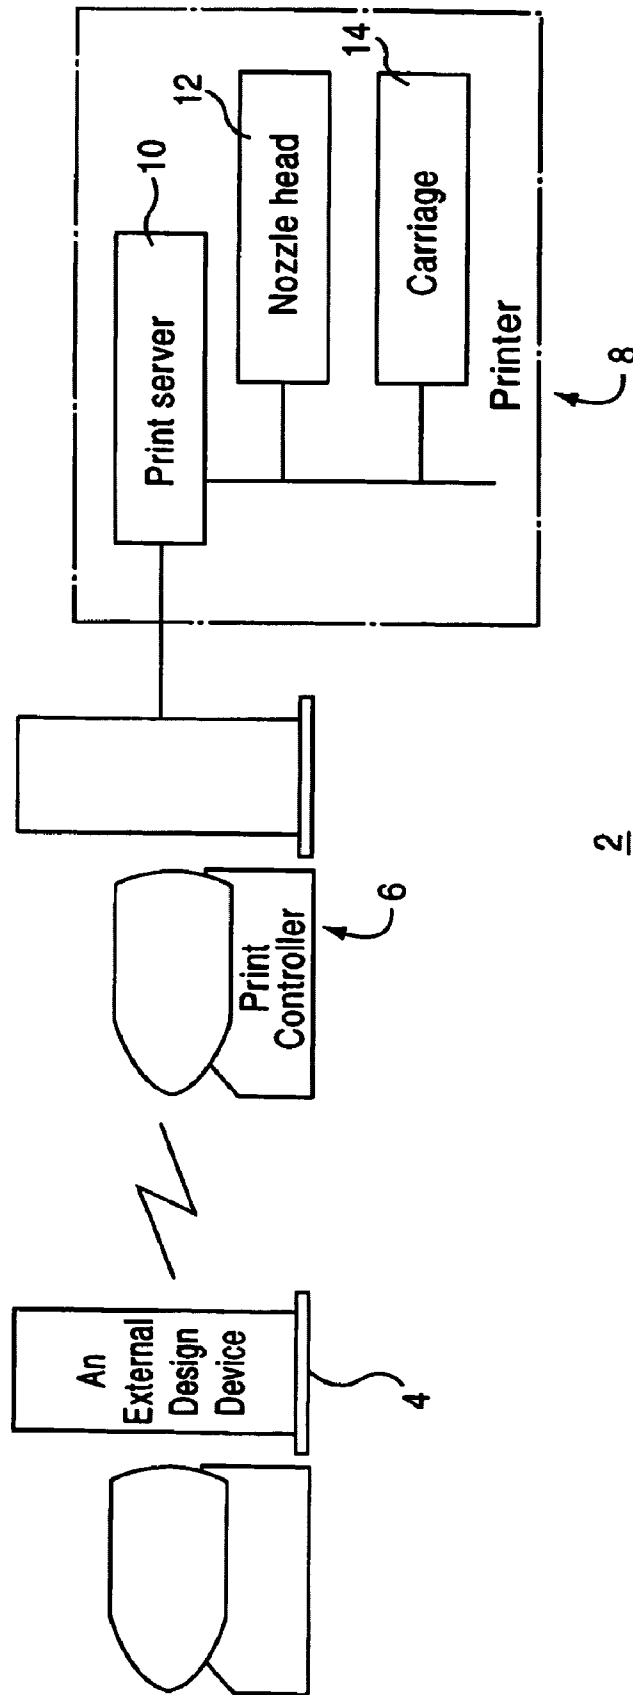 An
External
Design
Device
4
Print
Controller
6
Print server
10
Nozzle head
12
Carriage
14
Printer
8
2